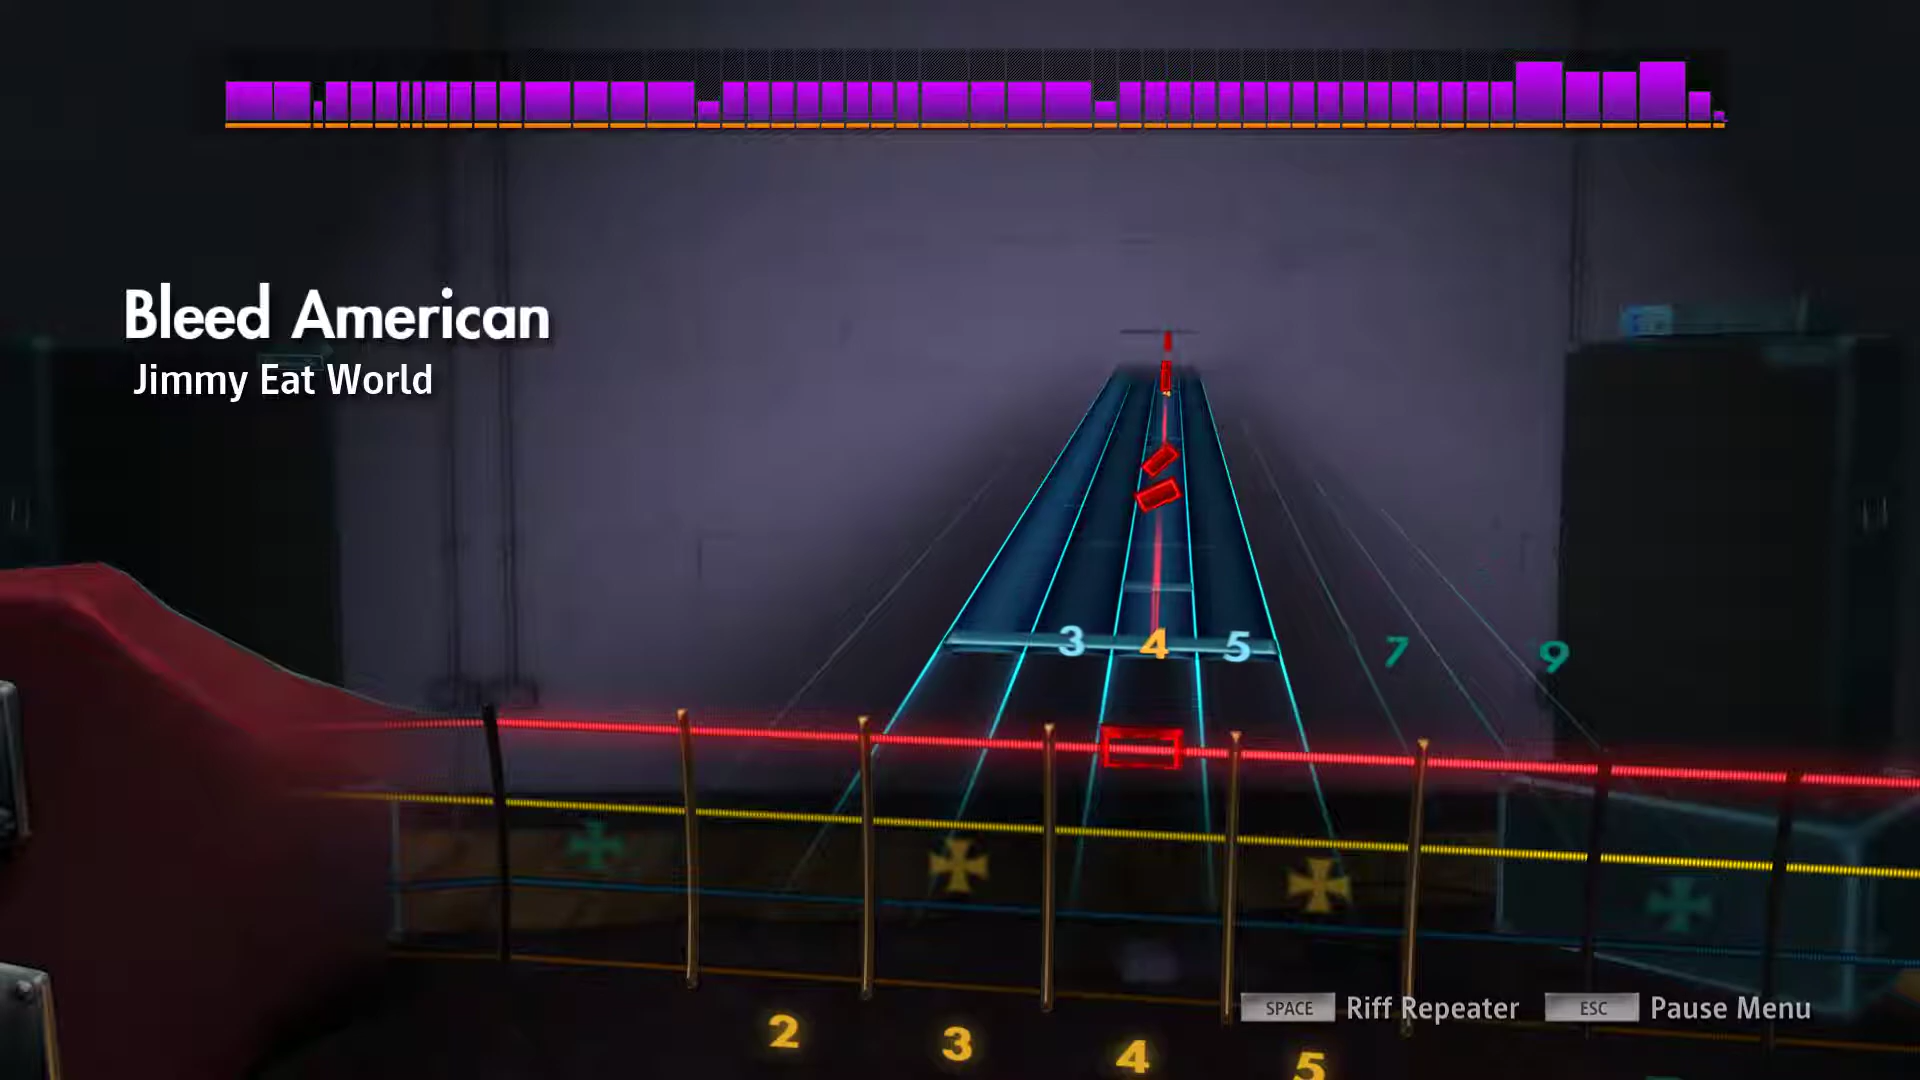 Bleed American
Jimmy Eat World
3 4 5 7 9
SPACE Riff Repeater ESC Pause Menu
2 3 4 5